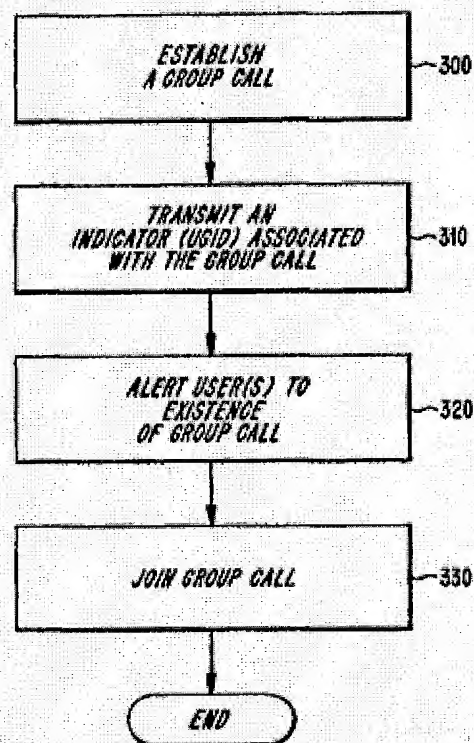 ESTABLISH
A GROUP CALL
300
TRANSMIT AN
INDICATOR (UGID) ASSOCIATED
WITH THE GROUP CALL
310
ALERT USER(S) TO
EXISTENCE
OF GROUP CALL
320
JOIN GROUP CALL
330
END